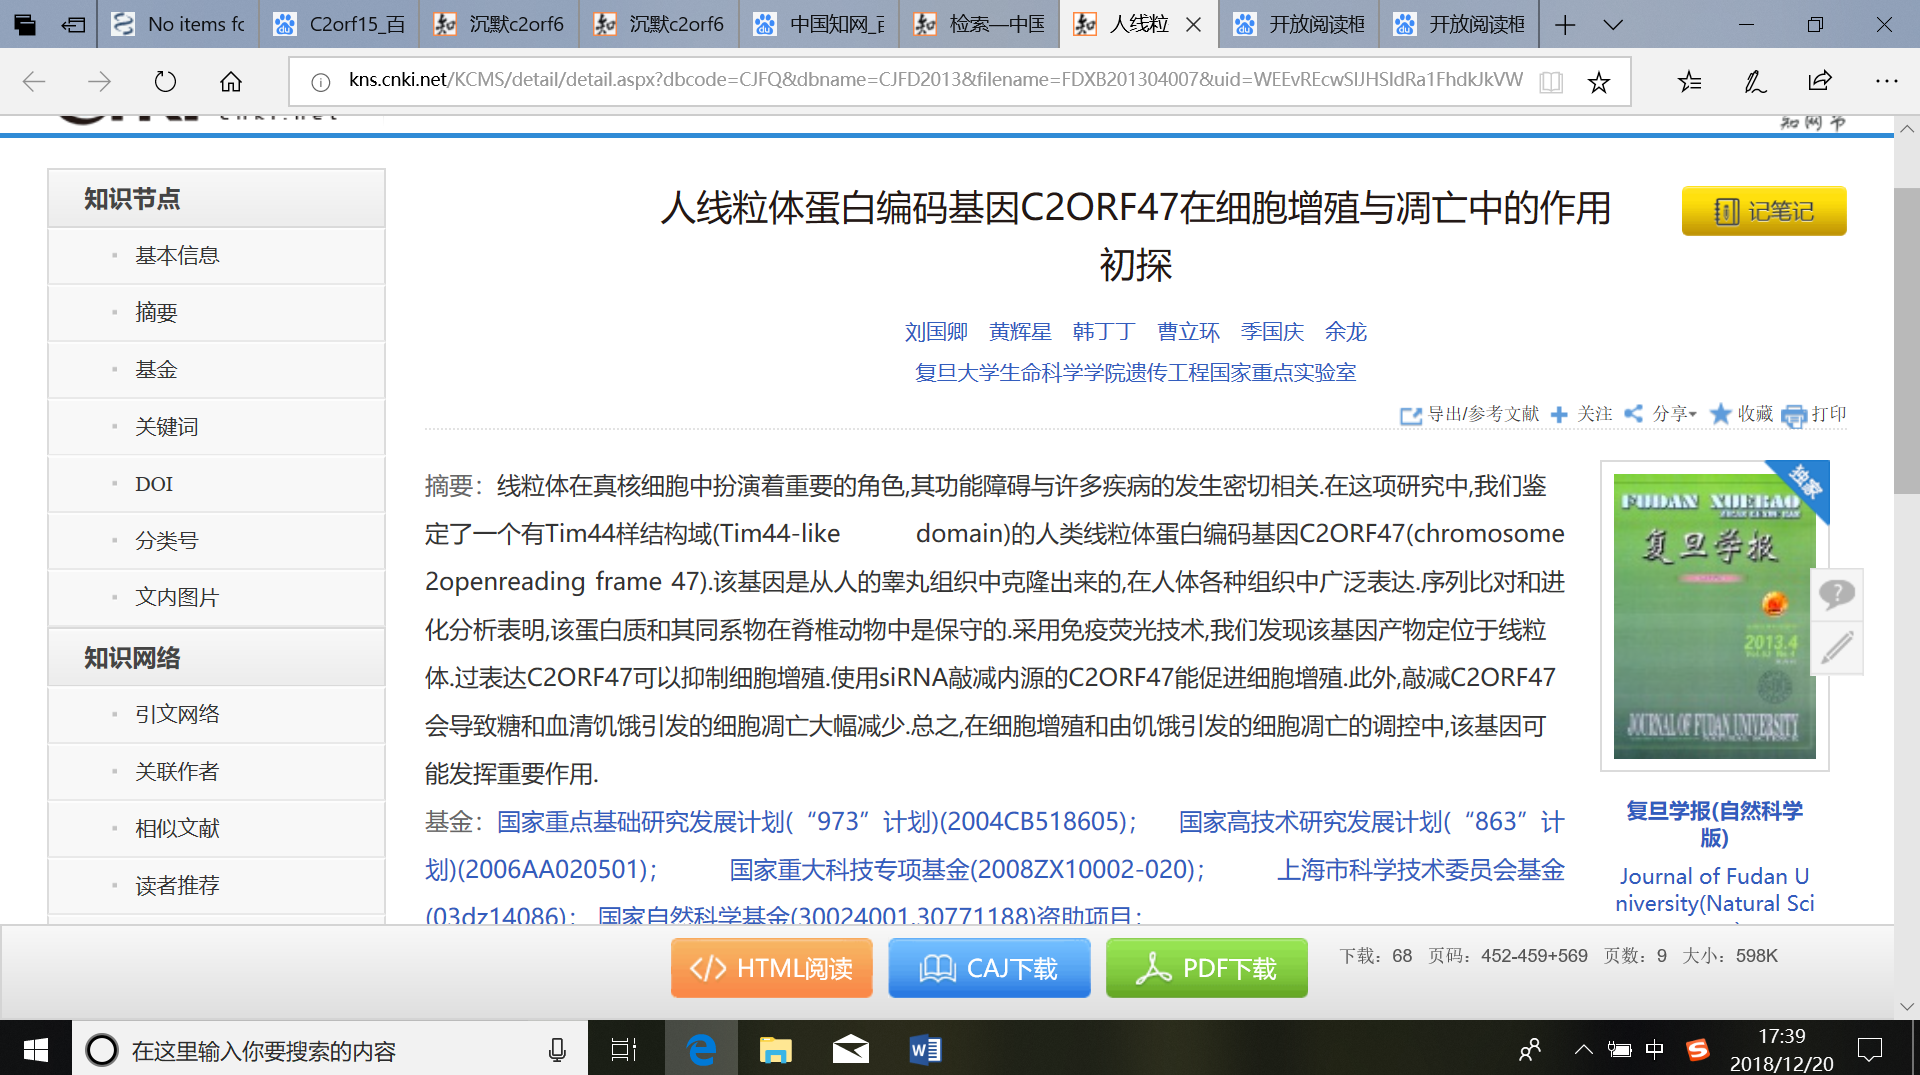 No items fc
C2orf15_百
沉默c2orf6
沉默c2orf6
中国知网_百
检索—中国
人线粒
开放阅读框
开放阅读框
kns.cnki.net/KCMS/detail/detail.aspx?dbcode=CJFQ&dbname=CJFD2013&filename=FDXB201304007&uid=WEEvREcwSlJHSldRa1FhdkJkVW
cnki.net
知网节
知识节点
基本信息
摘要
基金
关键词
DOI
分类号
文内图片
知识网络
引文网络
关联作者
相似文献
读者推荐
人线粒体蛋白编码基因C2ORF47在细胞增殖与凋亡中的作用
初探
记笔记
刘国卿 黄辉星 韩丁丁 曹立环 季国庆 余龙
复旦大学生命科学学院遗传工程国家重点实验室
导出/参考文献 关注 分享 收藏 打印
摘要：线粒体在真核细胞中扮演着重要的角色,其功能障碍与许多疾病的发生密切相关.在这项研究中,我们鉴
定了一个有Tim44样结构域(Tim44-like domain)的人类线粒体蛋白编码基因C2ORF47(chromosome
2openreading frame 47).该基因是从人的睾丸组织中克隆出来的,在人体各种组织中广泛表达.序列比对和进
化分析表明,该蛋白质和其同系物在脊椎动物中是保守的.采用免疫荧光技术,我们发现该基因产物定位于线粒
体.过表达C2ORF47可以抑制细胞增殖.使用siRNA敲减内源的C2ORF47能促进细胞增殖.此外,敲减C2ORF47
会导致糖和血清饥饿引发的细胞凋亡大幅减少.总之,在细胞增殖和由饥饿引发的细胞凋亡的调控中,该基因可
能发挥重要作用.
基金：国家重点基础研究发展计划(“973”计划)(2004CB518605)； 国家高技术研究发展计划(“863”计
划)(2006AA020501)； 国家重大科技专项基金(2008ZX10002-020)； 上海市科学技术委员会基金
(03dz14086)； 国家自然科学基金(30024001,30771188)资助项目；
独家
FUDAN XUEBAO
复旦学报
2013.4
JOURNAL OF FUDAN UNIVERSITY
复旦学报(自然科学
版)
Journal of Fudan U
niversity(Natural Sci
HTML阅读
CAJ下载
PDF下载
下载：68 页码：452-459+569 页数：9 大小：598K
在这里输入你要搜索的内容
中
17:39
2018/12/20